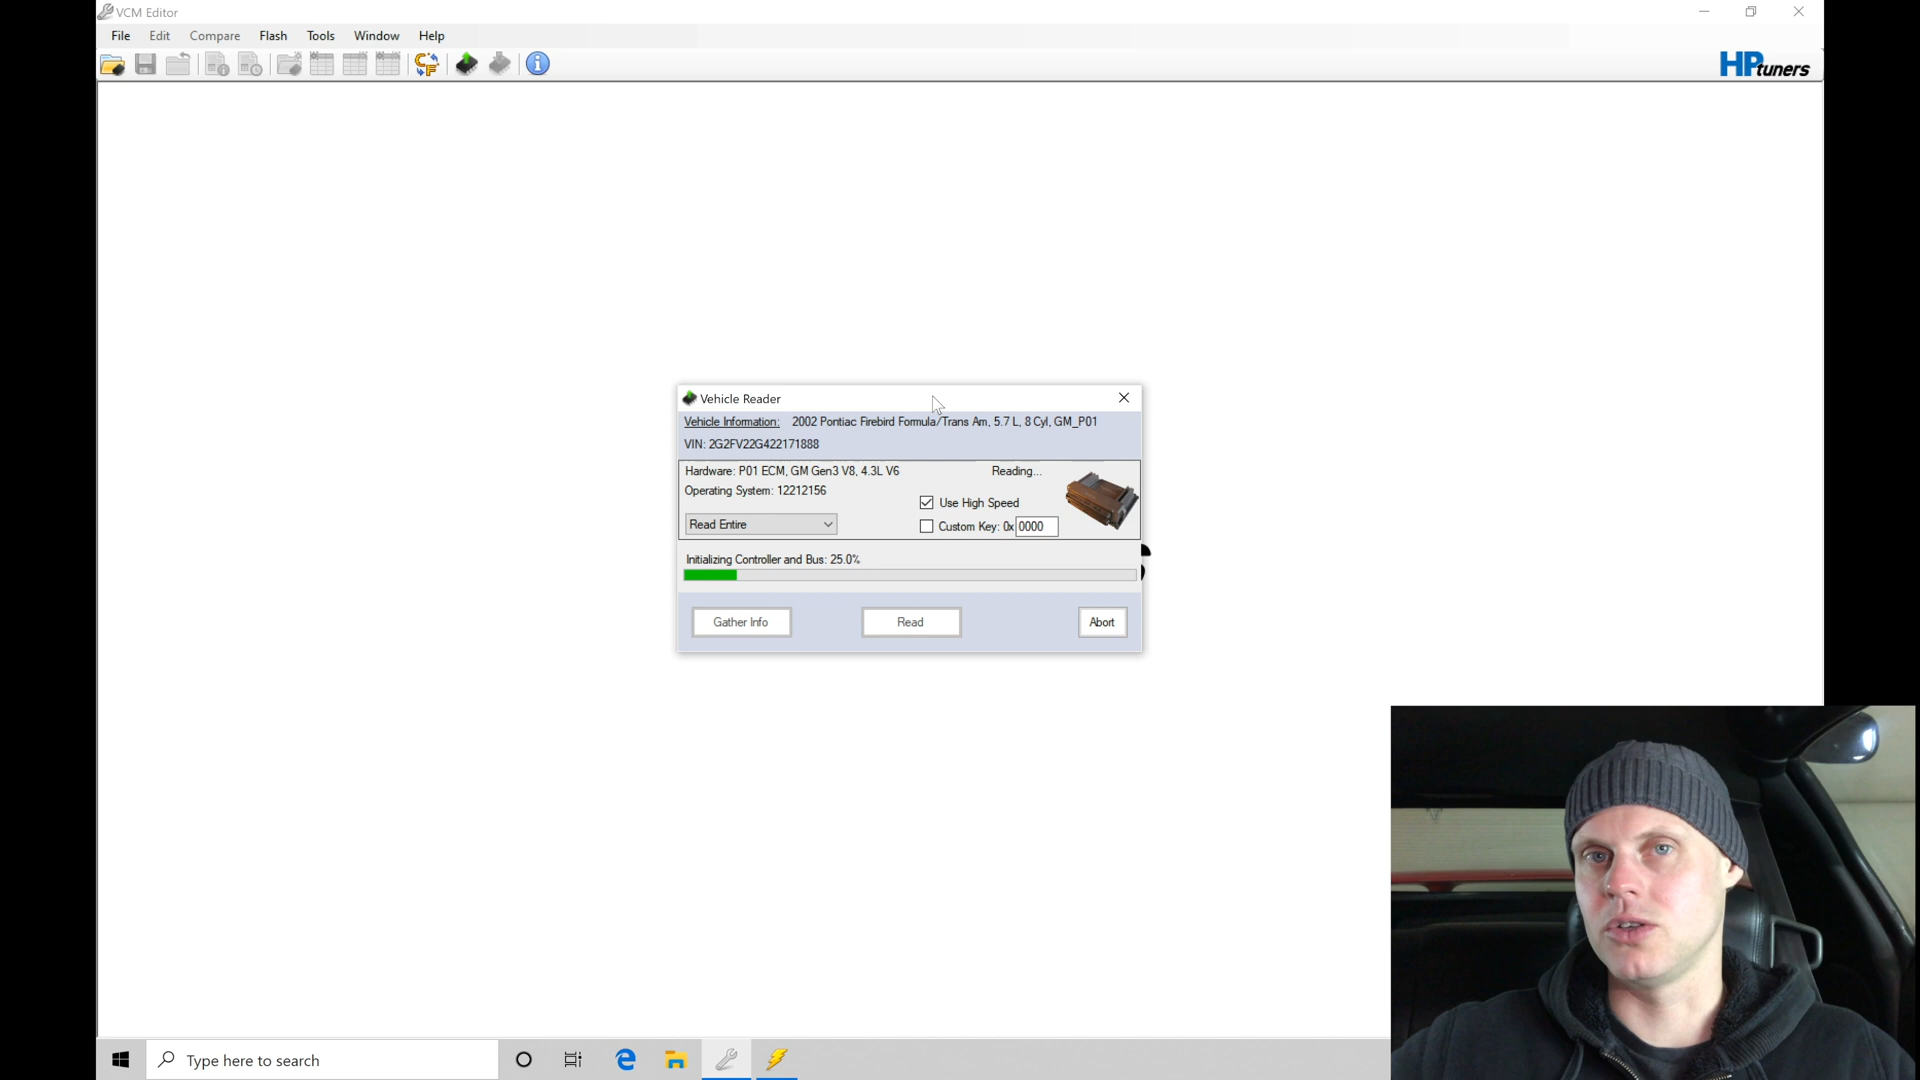 VCM Editor
File Edit Compare Flash Tools Window Help
HPtuners
Vehicle Reader
Vehicle Information: 2002 Pontiac Firebird Formula/Trans Am, 5.7 L, 8 Cyl, GM_P01
VIN: 2G2FV22G422171888
Hardware: P01 ECM, GM Gen3 V8, 4.3L V6 Reading...
Operating System: 12212156
Use High Speed
Read Entire
Custom Key: 0x 0000
Initializing Controller and Bus: 25.0%
Gather Info Read Abort
Type here to search